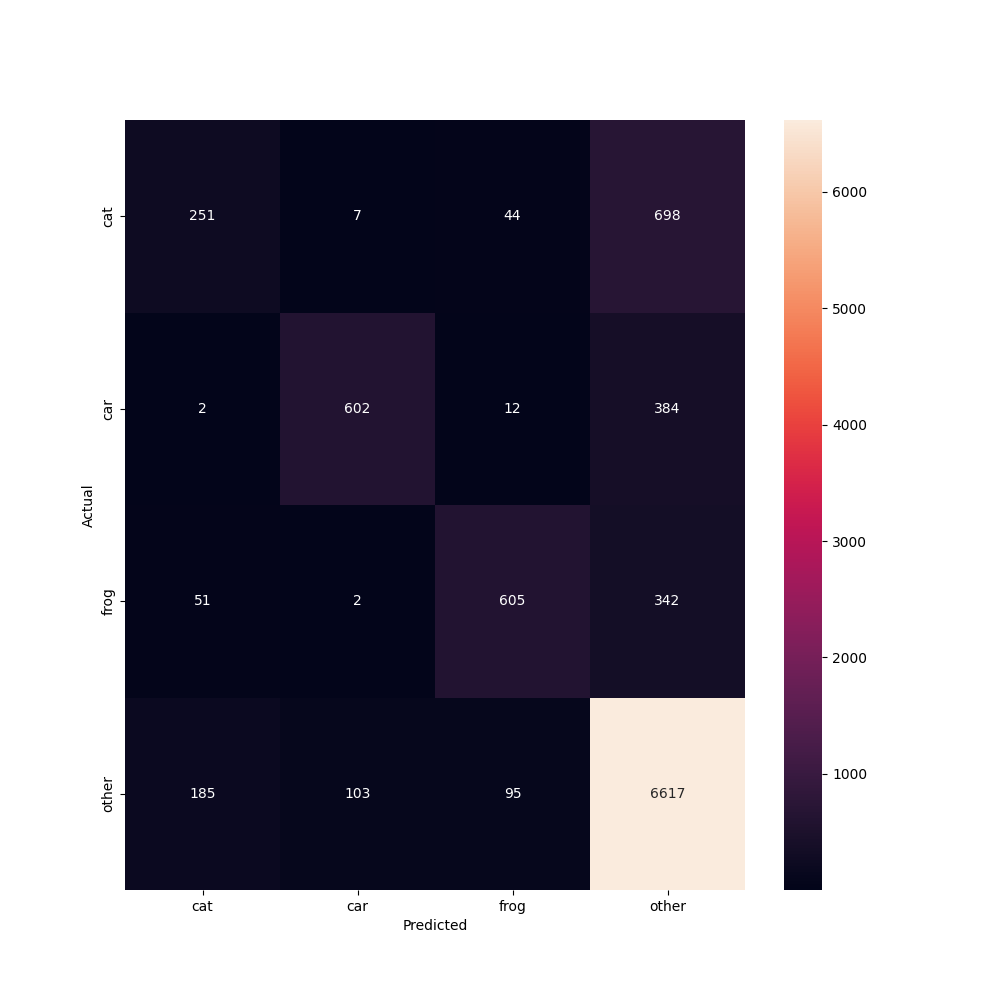 cat 251 7 44 698
car 2 602 12 384
frog 51 2 605 342
other 185 103 95 6617
Actual
cat car frog other
Predicted
6000
5000
4000
3000
2000
1000